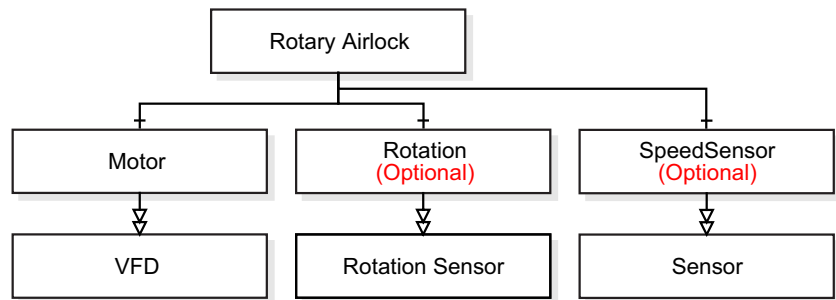 Rotary Airlock
Motor
Rotation
(Optional)
SpeedSensor
(Optional)
VFD
Rotation Sensor
Sensor